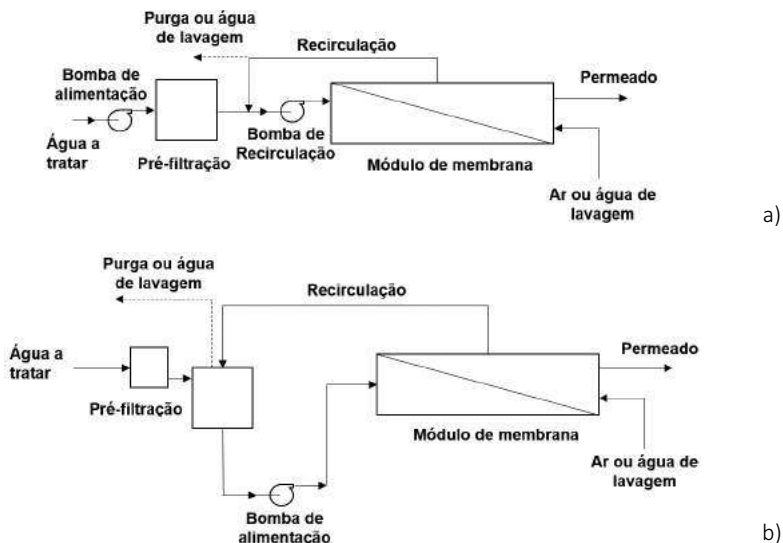 Purga ou água
de lavagem
Recirculação
Bomba de
alimentação
Permeado
Água a
tratar
Pré-filtração
Bomba de
Recirculação
Módulo de membrana
Ar ou água de
lavagem
a)
Purga ou água
de lavagem
Recirculação
Água a
tratar
Permeado
Pré-filtração
Módulo de membrana
Ar ou água de
lavagem
Bomba de
alimentação
b)